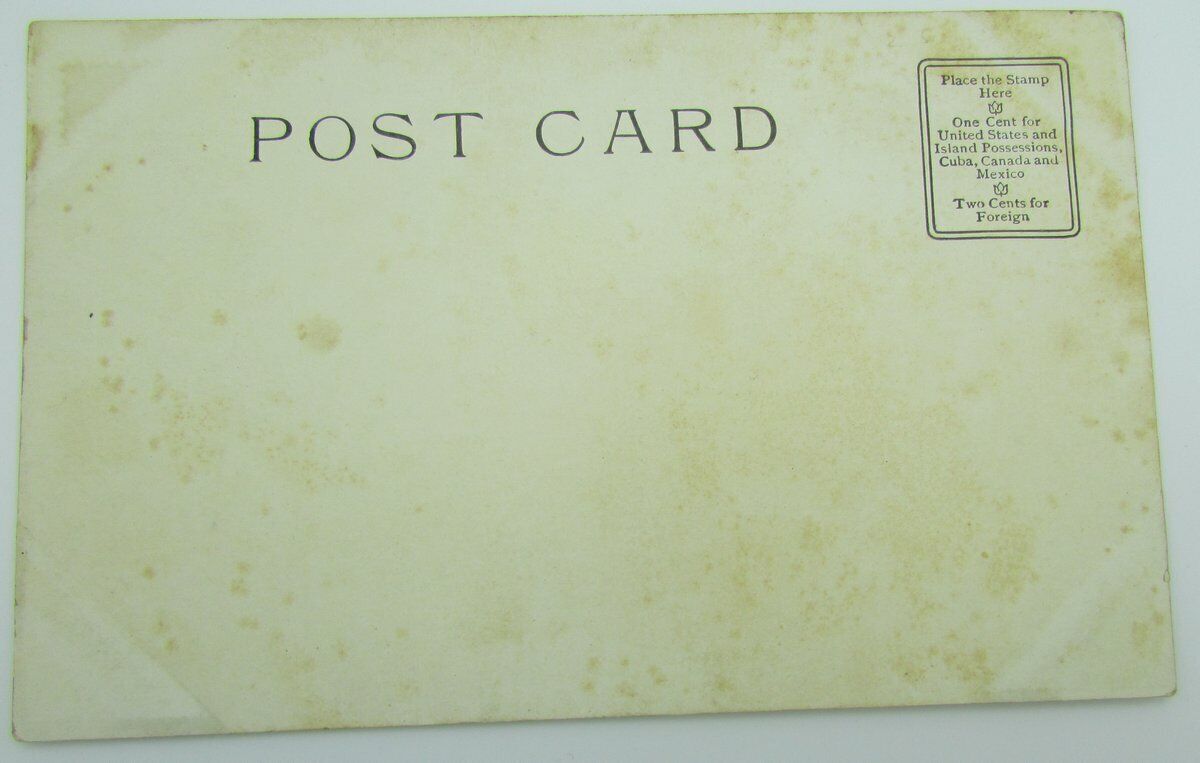 POST CARD
Place the Stamp
Here
One Cent for
United States and
Island Possessions,
Cuba, Canada and
Mexico
Two Cents for
Foreign